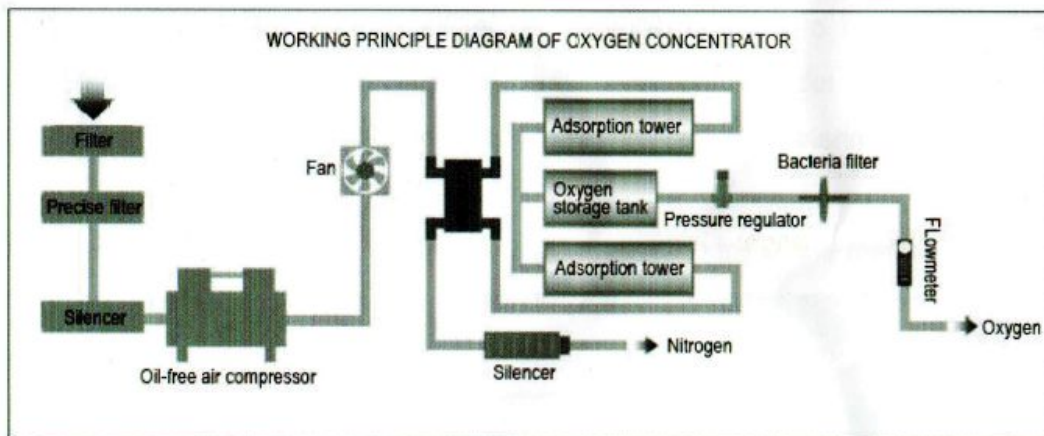 WORKING PRINCIPLE DIAGRAM OF OXYGEN CONCENTRATOR
Filter
Precise filter
Silencer
Oil-free air compressor
Fan
Adsorption tower
Oxygen
storage tank
Adsorption tower
Pressure regulator
Bacteria filter
FLowmeter
Oxygen
Silencer
Nitrogen